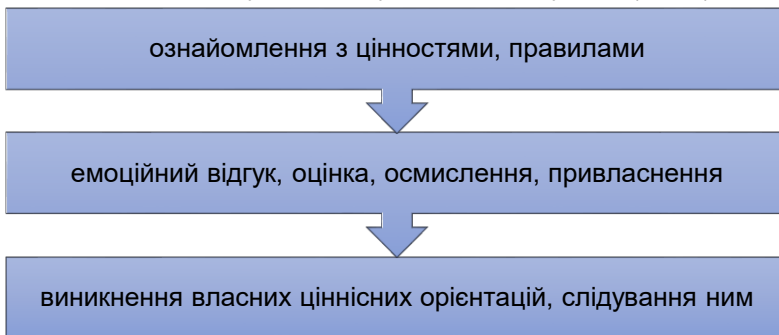 ознайомлення з цінностями, правилами
емоційний відгук, оцінка, осмислення, привласнення
виникнення власних ціннісних орієнтацій, слідування ним